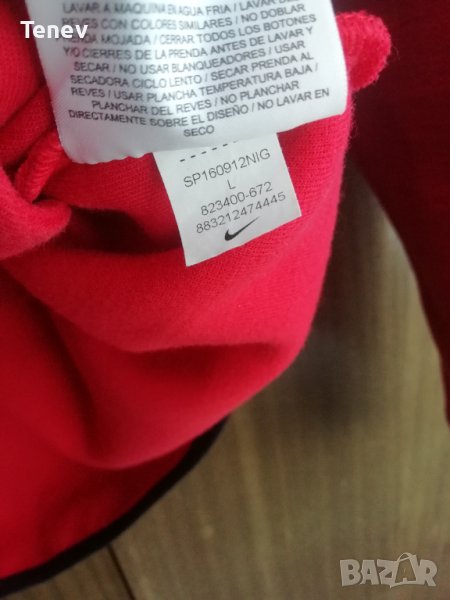 Tenev
LAVAR A MAQUINA EN AGUA FRIA / LAVAR DEL
REVES CON COLORES SIMILARES / NO DOBLAR
MOJADA / CERRAR TODOS LOS BOTONES
Y/O CIERRES DE LA PRENDA ANTES DE LAVAR Y
SECAR / NO USAR BLANQUEADORES / USAR
SECADORA CICLO LENTO / SECAR PRENDA AL
REVES / USAR PLANCHA TEMPERATURA BAJA /
PLANCHAR DEL REVES / NO PLANCHAR
DIRECTAMENTE SOBRE EL DISEÑO / NO LAVAR EN
SECO
SP160912NIG
L
823400-672
883212474445
BAZAR